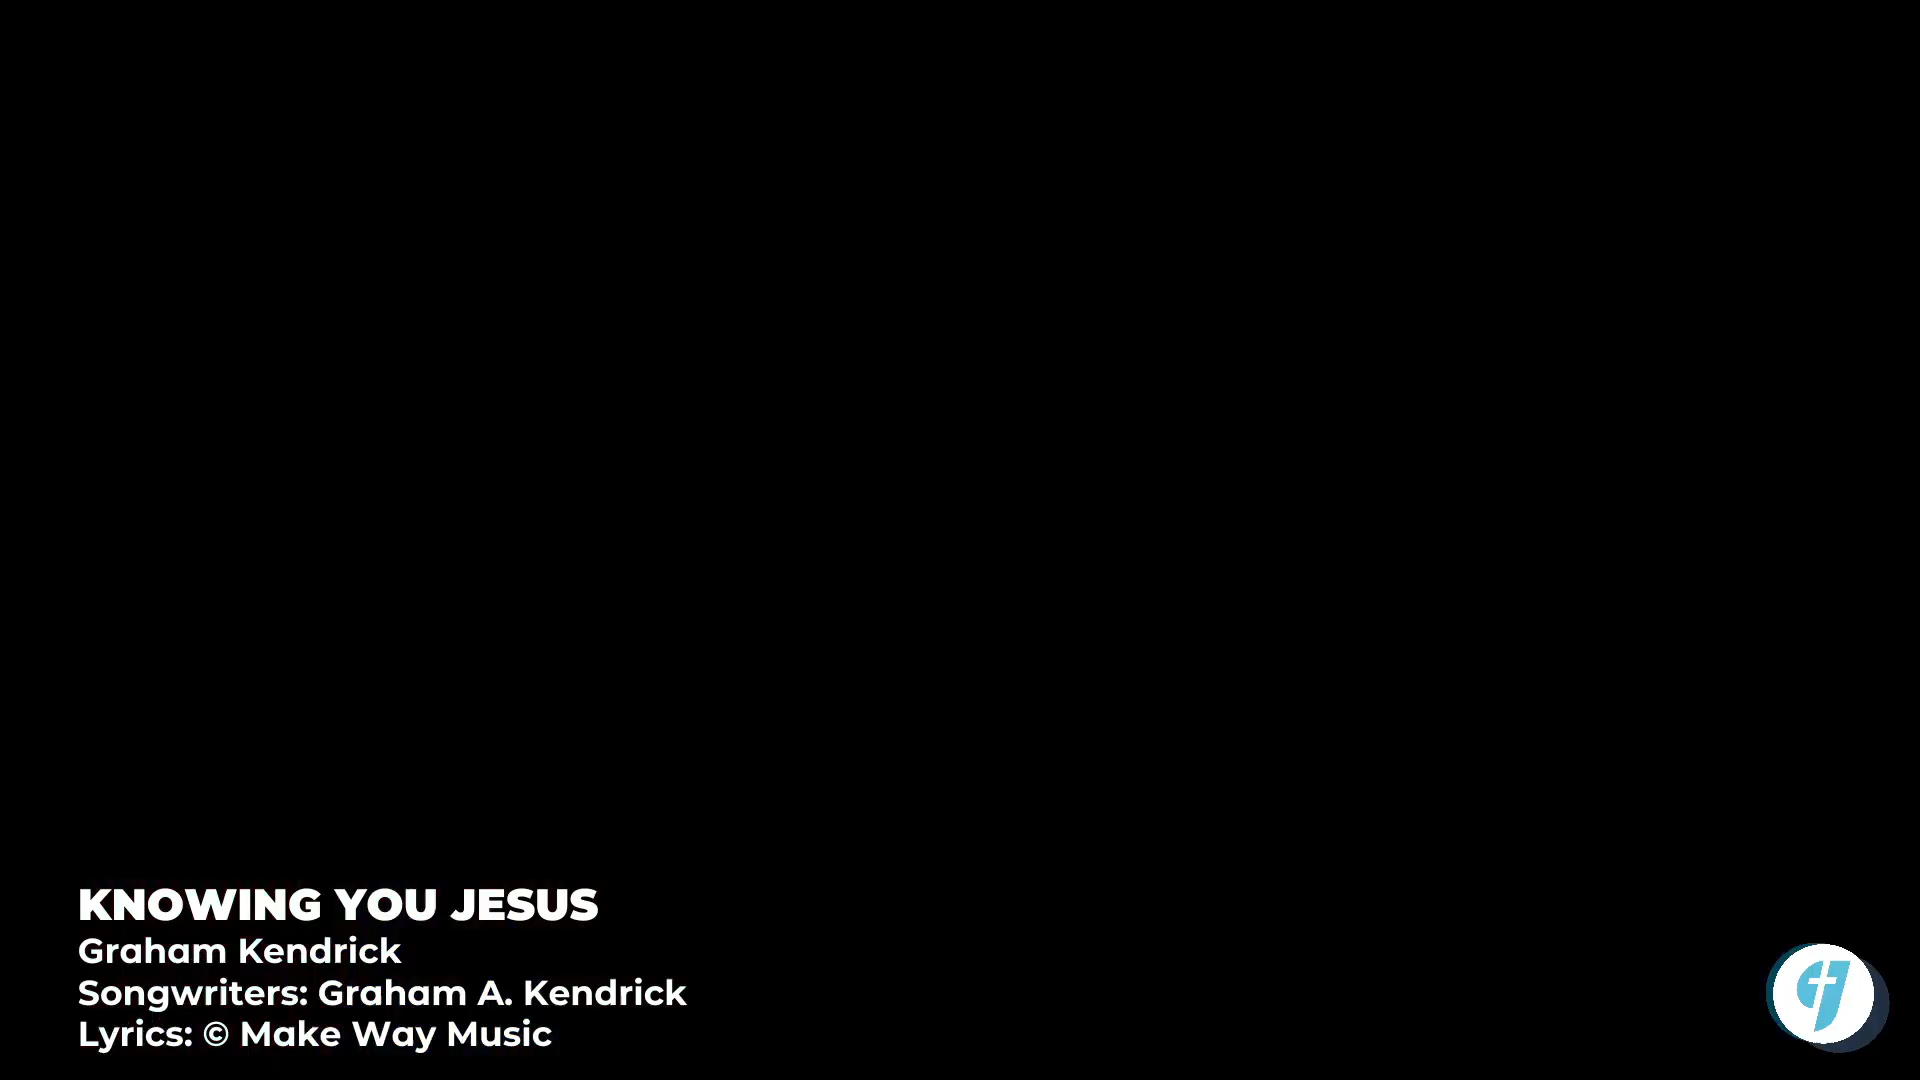 KNOWING YOU JESUS
Graham Kendrick
Songwriters: Graham A. Kendrick
Lyrics: © Make Way Music